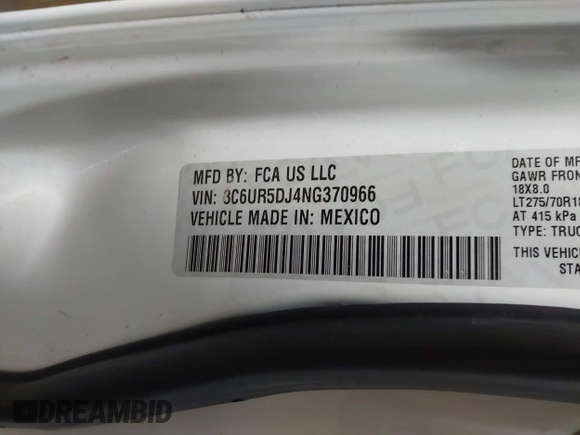 MFD BY: FCA US LLC
VIN: 3C6UR5DJ4NG370966
VEHICLE MADE IN: MEXICO
DATE OF MF
GAWR FRON
18X8.0
LT275/70R18
AT 415 kPa
TYPE: TRUC
THIS VEHIC
STA
DREAMBID